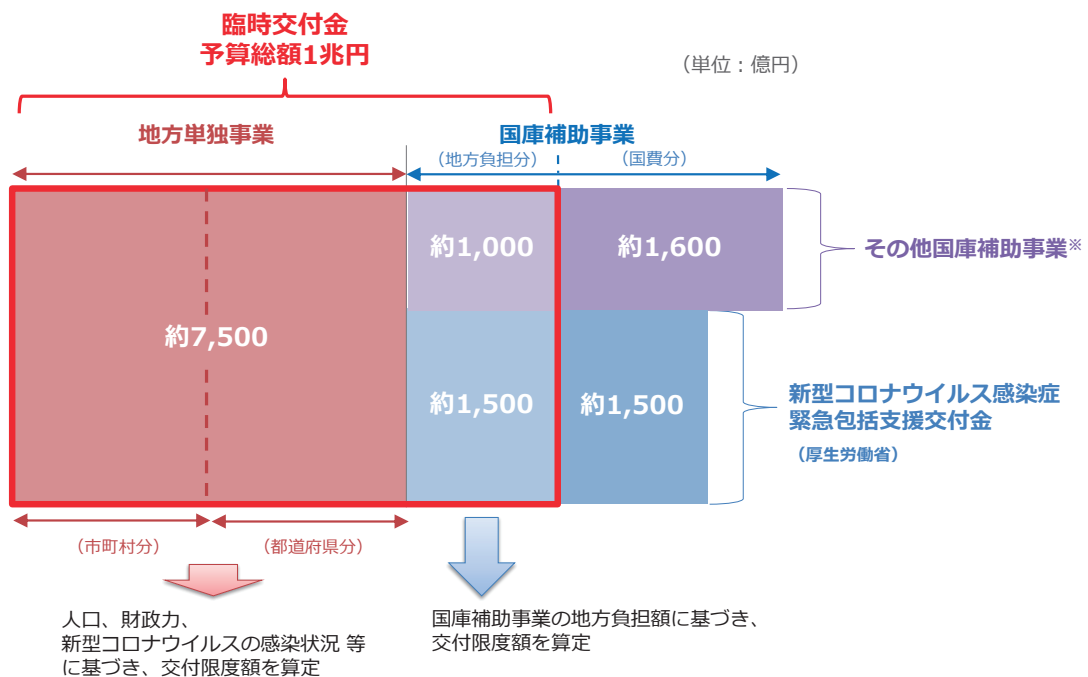 臨時交付金
予算総額1兆円
（単位：億円）
地方単独事業
国庫補助事業
（地方負担分）
（国費分）
約1,000
約1,600
その他国庫補助事業※
約7,500
約1,500
約1,500
新型コロナウイルス感染症
緊急包括支援交付金
（厚生労働省）
（市町村分）
（都道府県分）
人口、財政力、
新型コロナウイルスの感染状況 等
に基づき、交付限度額を算定
国庫補助事業の地方負担額に基づき、
交付限度額を算定